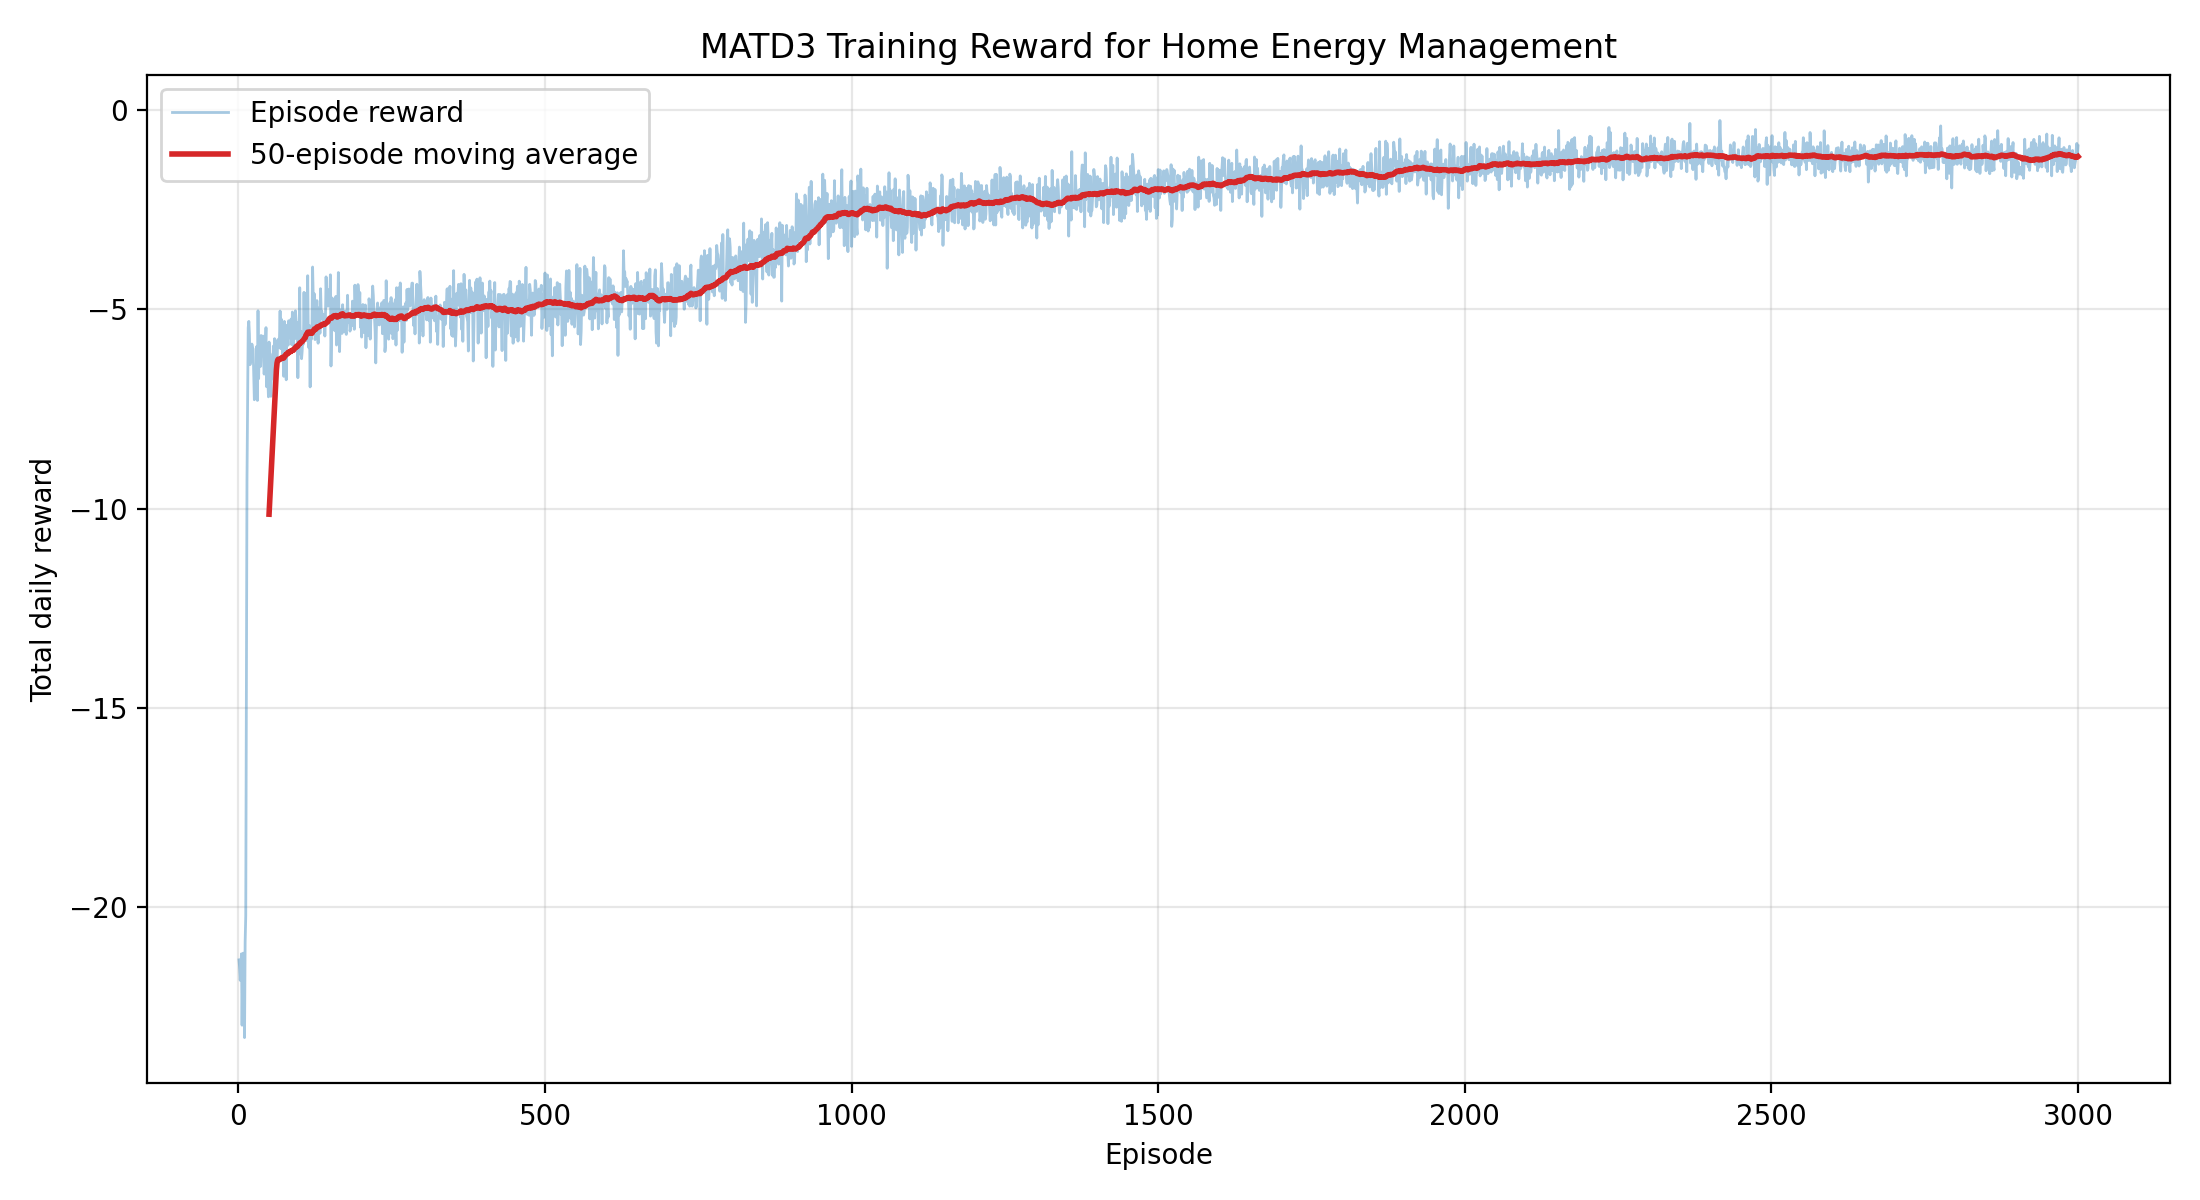 MATD3 Training Reward for Home Energy Management
Episode reward
50-episode moving average
Total daily reward
0
−5
−10
−15
−20
0
500
1000
1500
2000
2500
3000
Episode